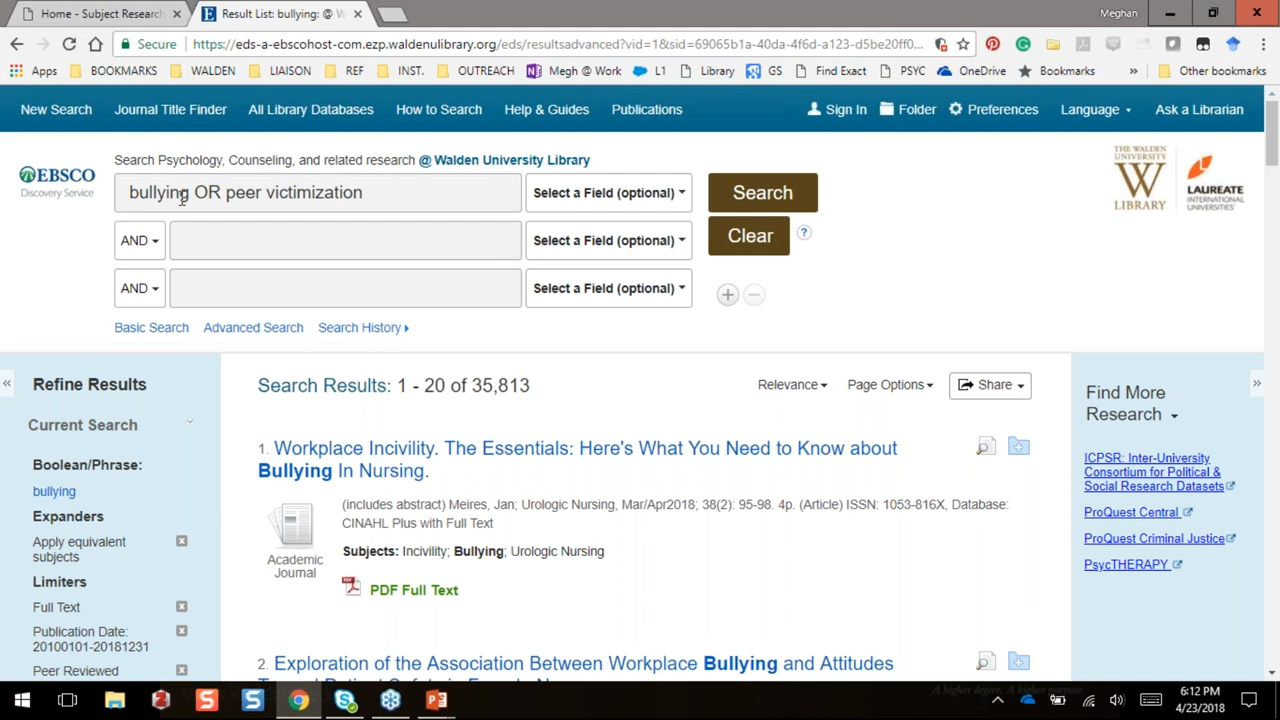 Home - Subject Research
Result List: bullying: @ W
Meghan
Secure
https://eds-a-ebscohost-com.ezp.waldenulibrary.org/eds/resultsadvanced?vid=1&sid=69065b1a-40da-4f6d-a123-d5be20ff0...
Apps BOOKMARKS WALDEN LIAISON REF INST. OUTREACH Megh @ Work L1 Library GS Find Exact PSYC OneDrive Bookmarks » Other bookmarks
New Search Journal Title Finder All Library Databases How to Search Help & Guides Publications Sign In Folder Preferences Language Ask a Librarian
Search Psychology, Counseling, and related research @ Walden University Library
EBSCO
Discovery Service
bullying OR peer victimization
Select a Field (optional)
Search
THE WALDEN
UNIVERSITY
W
LIBRARY
LAUREATE
INTERNATIONAL
UNIVERSITIES
AND
Select a Field (optional)
Clear
?
AND
Select a Field (optional)
Basic Search Advanced Search Search History
«
Refine Results
Current Search
Boolean/Phrase:
bullying
Expanders
Apply equivalent
subjects
Limiters
Full Text
Publication Date:
20100101-20181231
Peer Reviewed
Search Results: 1 - 20 of 35,813
Relevance Page Options Share
1. Workplace Incivility. The Essentials: Here's What You Need to Know about
Bullying In Nursing.
Academic
Journal
(includes abstract) Meires, Jan; Urologic Nursing, Mar/Apr2018; 38(2): 95-98. 4p. (Article) ISSN: 1053-816X, Database:
CINAHL Plus with Full Text
Subjects: Incivility; Bullying; Urologic Nursing
PDF Full Text
2. Exploration of the Association Between Workplace Bullying and Attitudes
Find More
Research
»
ICPSR: Inter-University
Consortium for Political &
Social Research Datasets
ProQuest Central
ProQuest Criminal Justice
PsycTHERAPY
A higher degree. A higher purpose.
6:12 PM
4/23/2018